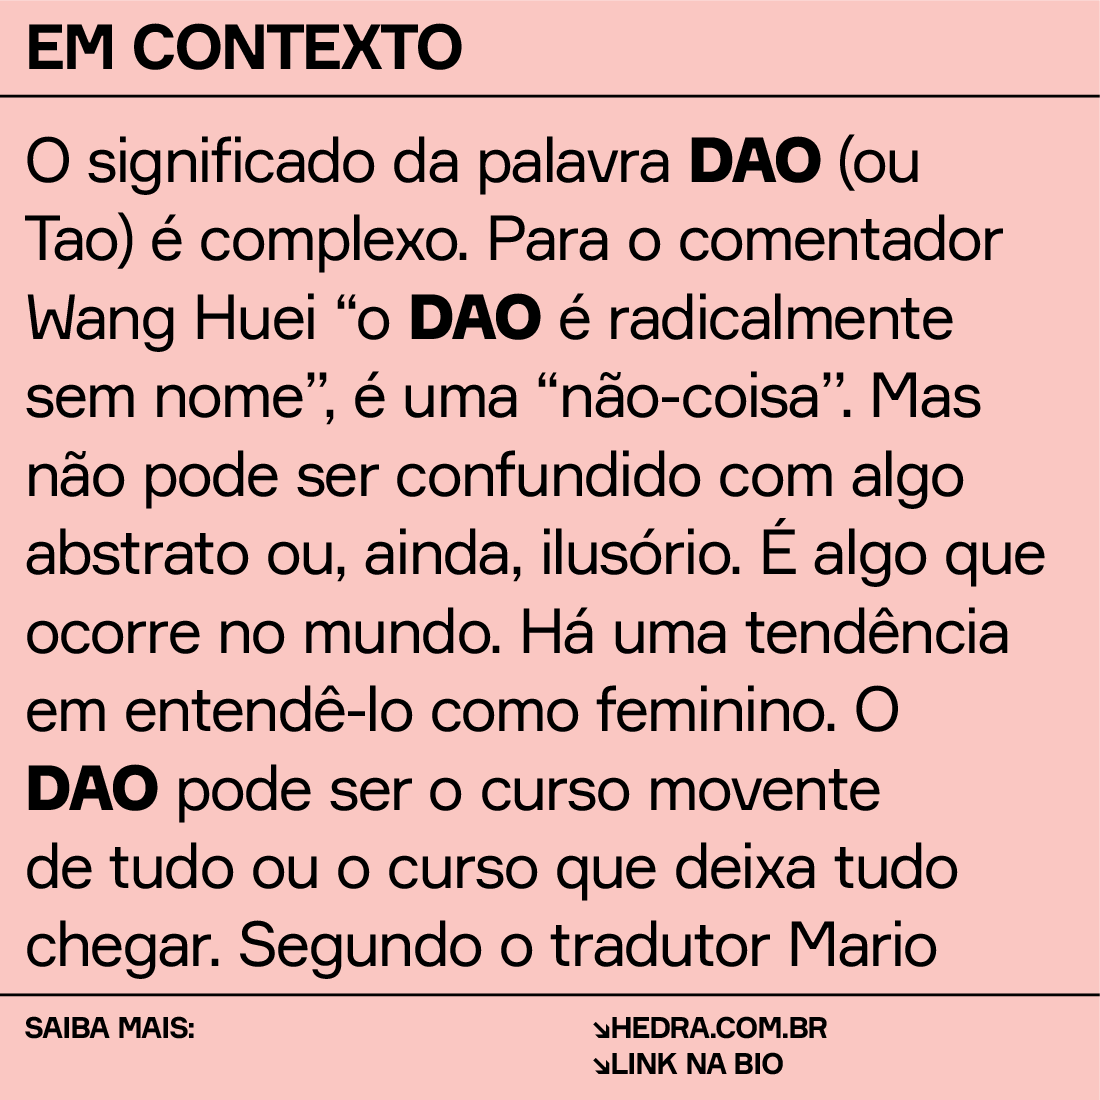 EM CONTEXTO
O significado da palavra DAO (ou
Tao) é complexo. Para o comentador
Wang Huei “o DAO é radicalmente
sem nome”, é uma “não-coisa”. Mas
não pode ser confundido com algo
abstrato ou, ainda, ilusório. É algo que
ocorre no mundo. Há uma tendência
em entendê-lo como feminino. O
DAO pode ser o curso movente
de tudo ou o curso que deixa tudo
chegar. Segundo o tradutor Mario
SAIBA MAIS:
↘HEDRA.COM.BR
↘LINK NA BIO